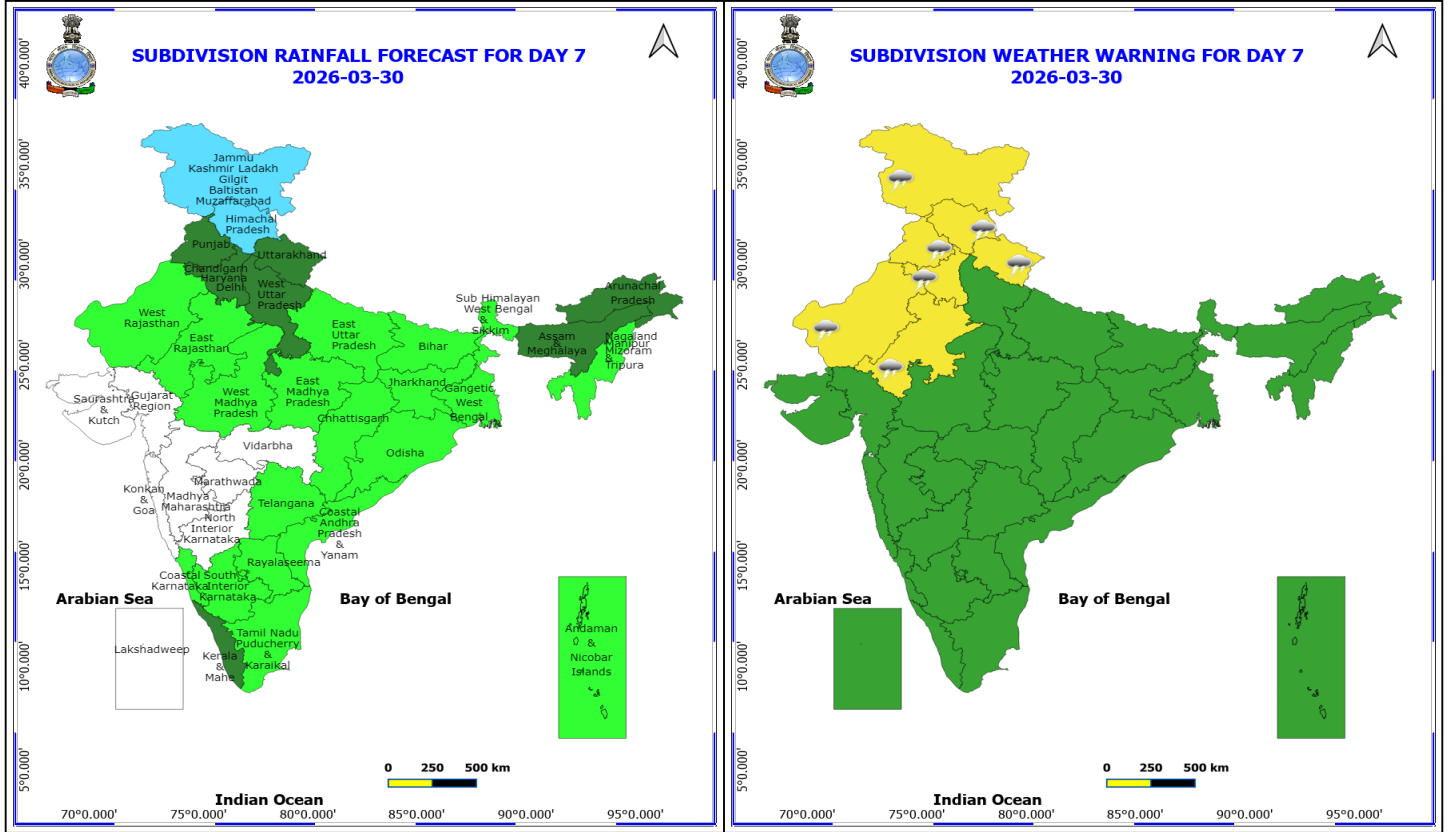 SUBDIVISION RAINFALL FORECAST FOR DAY 7
2026-03-30
40°0.000'
35°0.000'
30°0.000'
25°0.000'
20°0.000'
15°0.000'
10°0.000'
5°0.000'
Jammu
Kashmir Ladakh
Gilgit
Baltistan
Muzaffarabad
Himachal
Pradesh
Punjab
Uttarakhand
Chandigarh
Haryana
Delhi
West
Uttar
Pradesh
Arunachal
Pradesh
Sub Himalayan
West Bengal
&
Sikkim
West
Rajasthan
East
Rajasthan
East
Uttar
Pradesh
Bihar
Assam
&
Meghalaya
Nagaland
Manipur
Mizoram
&
Tripura
Saurashtra
&
Kutch
Gujarat
Region
West
Madhya
Pradesh
East
Madhya
Pradesh
Jharkhand
Gangetic
West
Bengal
Chhattisgarh
Vidarbha
Odisha
Konkan
&
Goa
Madhya
Maharashtra
Marathwada
North
Interior
Karnataka
Telangana
Coastal
Andhra
Pradesh
&
Yanam
Rayalaseema
Coastal
Karnataka
South
Interior
Karnataka
Arabian Sea
Bay of Bengal
Lakshadweep
Kerala
&
Mahe
Tamil Nadu
Puducherry
&
Karaikal
Andaman
&
Nicobar
Islands
0 250 500 km
Indian Ocean
70°0.000' 75°0.000' 80°0.000' 85°0.000' 90°0.000' 95°0.000'
SUBDIVISION WEATHER WARNING FOR DAY 7
2026-03-30
40°0.000'
35°0.000'
30°0.000'
25°0.000'
20°0.000'
15°0.000'
10°0.000'
5°0.000'
Arabian Sea
Bay of Bengal
0 250 500 km
Indian Ocean
70°0.000' 75°0.000' 80°0.000' 85°0.000' 90°0.000' 95°0.000'